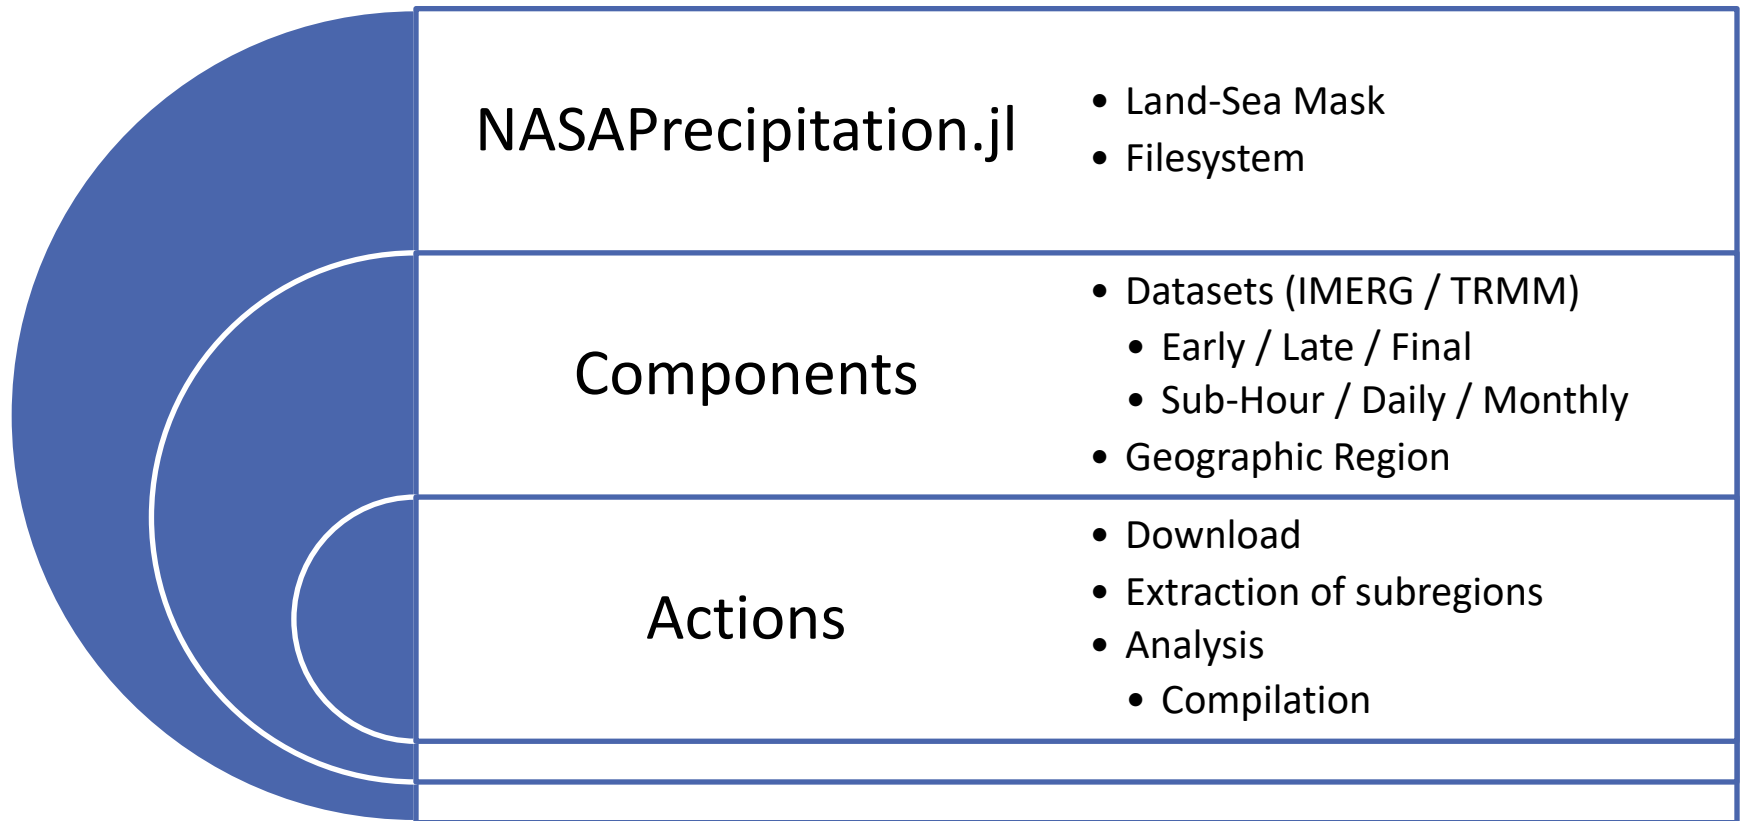 NASAPrecipitation.jl
• Land-Sea Mask
• Filesystem
Components
• Datasets (IMERG / TRMM)
• Early / Late / Final
• Sub-Hour / Daily / Monthly
• Geographic Region
Actions
• Download
• Extraction of subregions
• Analysis
• Compilation